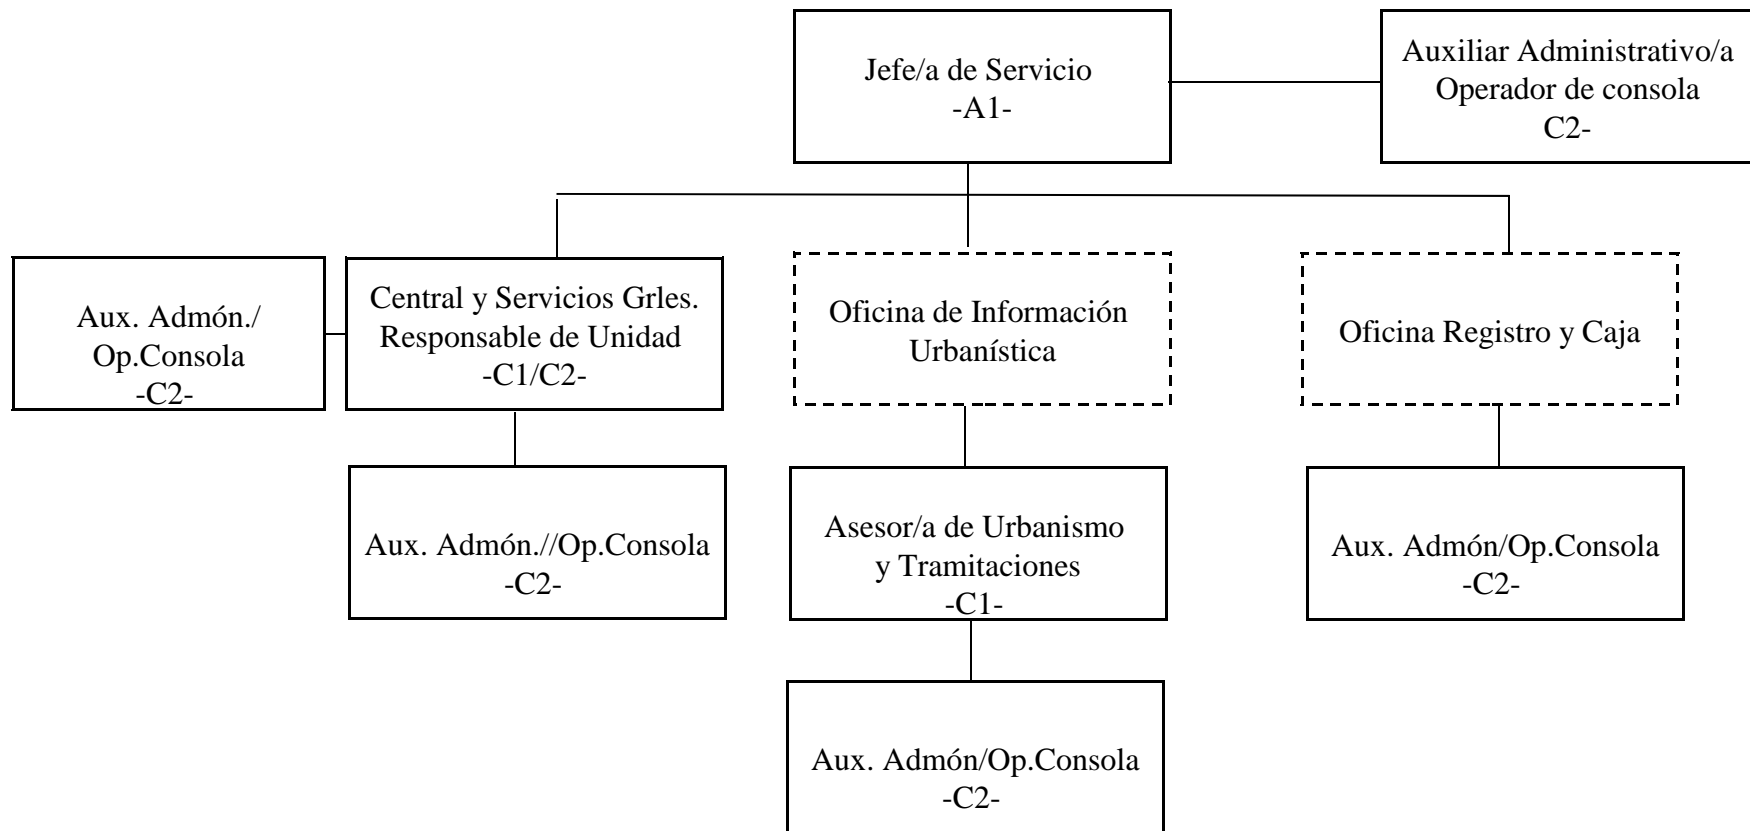 Jefe/a de Servicio
-A1-
Auxiliar Administrativo/a
Operador de consola
C2-
Aux. Admón./
Op.Consola
-C2-
Central y Servicios Grles.
Responsable de Unidad
-C1/C2-
Oficina de Información
Urbanística
Oficina Registro y Caja
Aux. Admón.//Op.Consola
-C2-
Asesor/a de Urbanismo
y Tramitaciones
-C1-
Aux. Admón/Op.Consola
-C2-
Aux. Admón/Op.Consola
-C2-